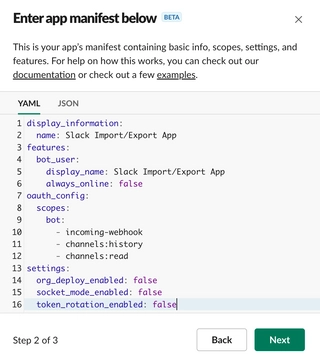 Enter app manifest below BETA
This is your app's manifest containing basic info, scopes, settings, and
features. For help on how this works, you can check out our
documentation or check out a few examples.
YAML JSON
1 display_information:
2 name: Slack Import/Export App
3 features:
4 bot_user:
5 display_name: Slack Import/Export App
6 always_online: false
7 oauth_config:
8 scopes:
9 bot:
10 - incoming-webhook
11 - channels:history
12 - channels:read
13 settings:
14 org_deploy_enabled: false
15 socket_mode_enabled: false
16 token_rotation_enabled: false
Step 2 of 3 Back Next